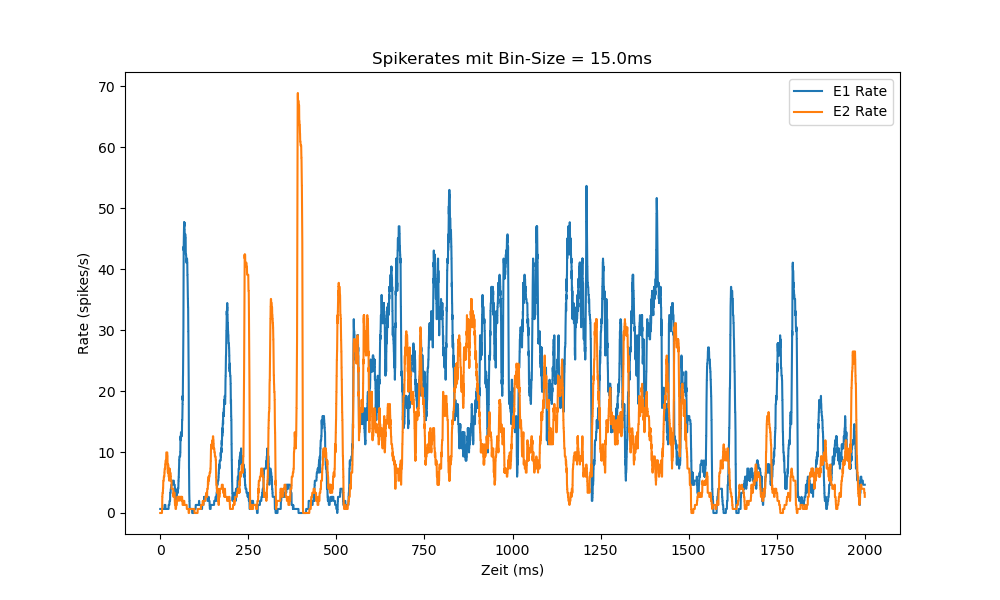 Spikerates mit Bin-Size = 15.0ms
E1 Rate
E2 Rate
Rate (spikes/s)
70
60
50
40
30
20
10
0
0 250 500 750 1000 1250 1500 1750 2000
Zeit (ms)